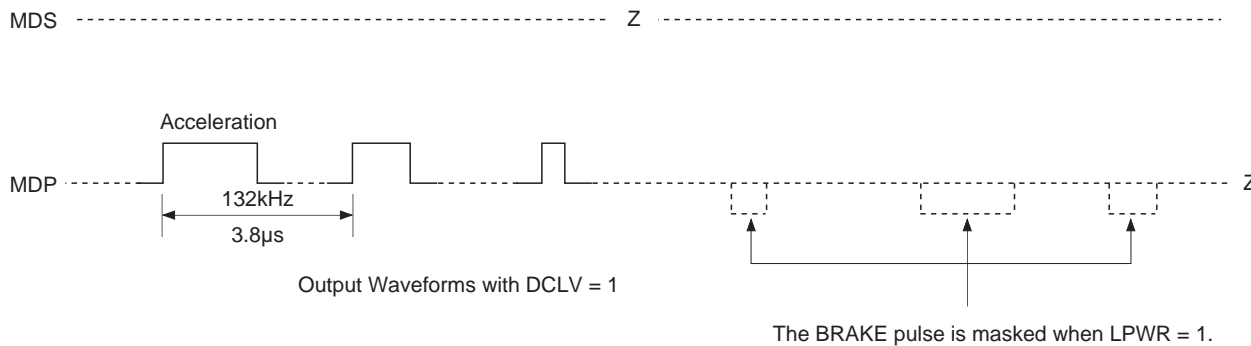 MDS Z
Acceleration
MDP Z
132kHz
3.8µs
Output Waveforms with DCLV = 1
The BRAKE pulse is masked when LPWR = 1.